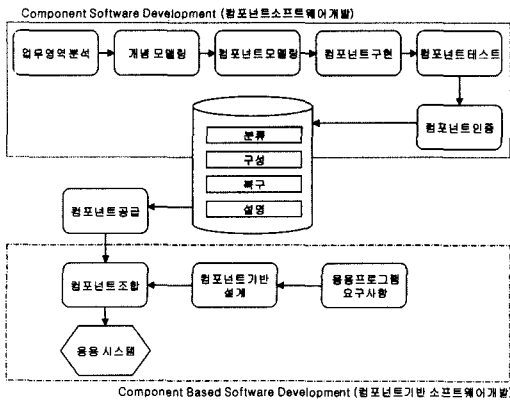 Component Software Development (컴포넌트소프트웨어개발)
업무영역분석
개념 모델링
컴포넌트모델링
컴포넌트구현
컴포넌트테스트
컴포넌트인증
분류
구성
복구
설명
컴포넌트공급
컴포넌트조합
컴포넌트기반
설계
응용프로그램
요구사항
응용 시스템
Component Based Software Development (컴포넌트기반 소프트웨어개발)